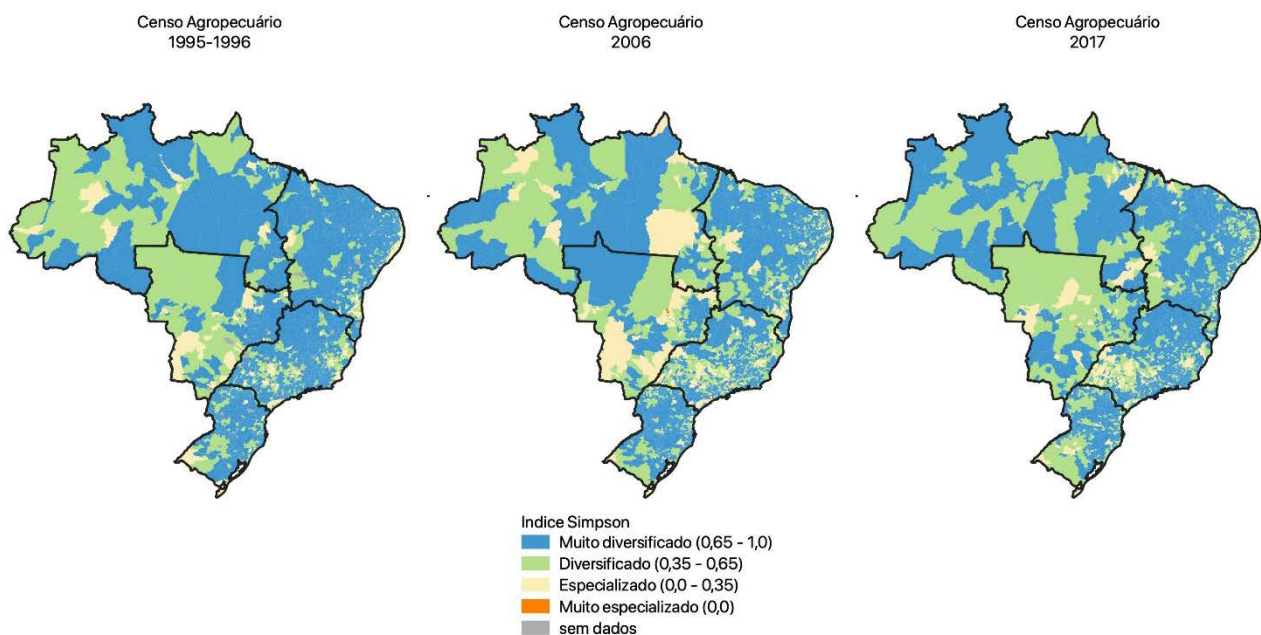 Censo Agropecuário
1995-1996
Censo Agropecuário
2006
Censo Agropecuário
2017
Indice Simpson
Muito diversificado (0,65 - 1,0)
Diversificado (0,35 - 0,65)
Especializado (0,0 - 0,35)
Muito especializado (0,0)
sem dados